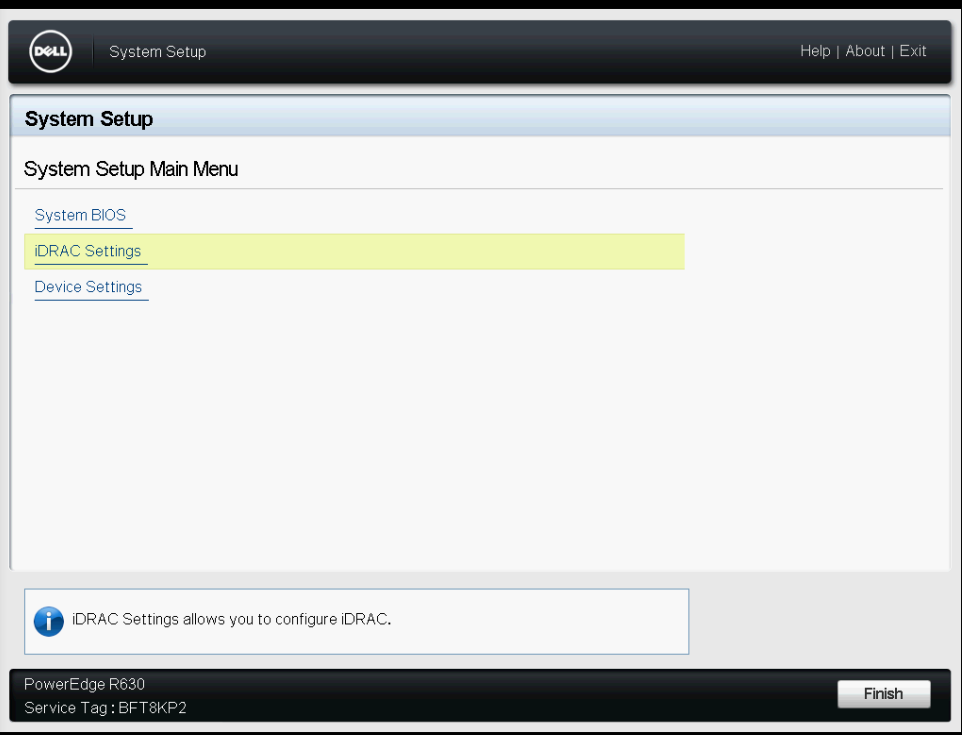 DELL
System Setup
Help | About | Exit
System Setup
System Setup Main Menu
System BIOS
iDRAC Settings
Device Settings
iDRAC Settings allows you to configure iDRAC.
PowerEdge R630
Service Tag : BFT8KP2
Finish